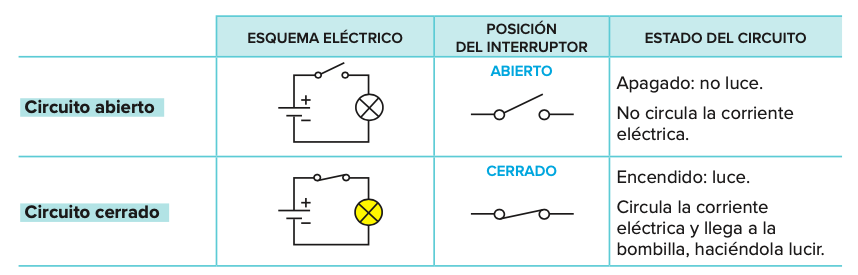 ESQUEMA ELÉCTRICO
POSICIÓN
DEL INTERRUPTOR
ESTADO DEL CIRCUITO
Circuito abierto
+
−
ABIERTO
Apagado: no luce.
No circula la corriente
eléctrica.
Circuito cerrado
+
−
CERRADO
Encendido: luce.
Circula la corriente
eléctrica y llega a la
bombilla, haciéndola lucir.